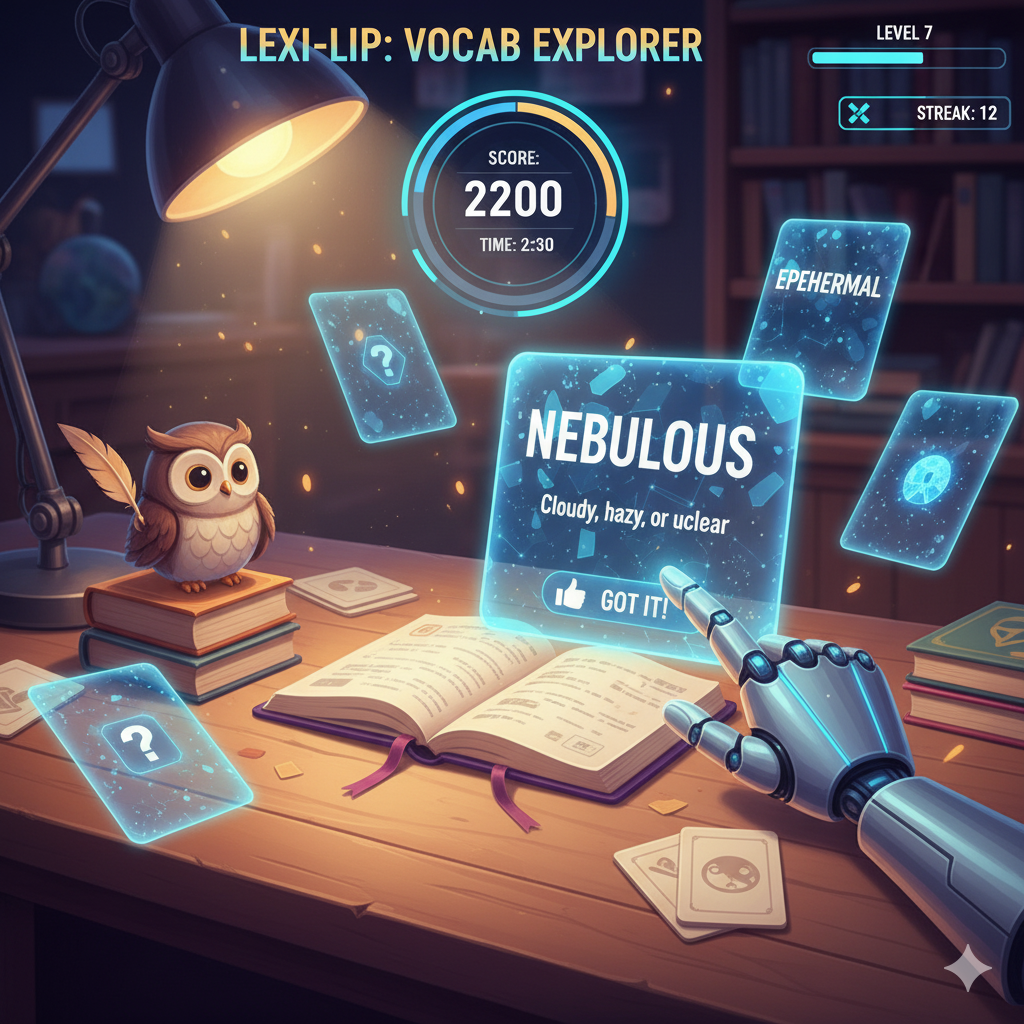 LEXI-LIP: VOCAB EXPLORER
LEVEL 7
STREAK: 12
SCORE:
2200
TIME: 2:30
EPEHERMAL
?
NEBULOUS
Cloudy, hazy, or uclear
GOT IT!
?